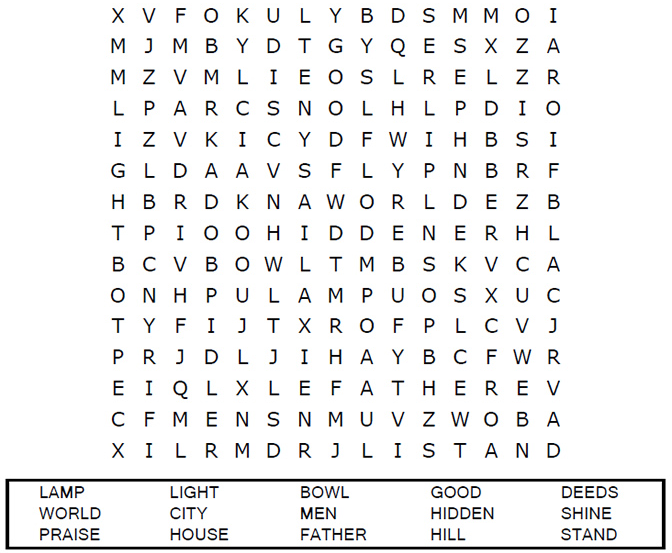 X V F O K U L Y B D S M M O I
M J M B Y D T G Y Q E S X Z A
M Z V M L I E O S L R E L Z R
L P A R C S N O L H L P D I O
I Z V K I C Y D F W I H B S I
G L D A A V S F L Y P N B R F
H B R D K N A W O R L D E Z B
T P I O O H I D D E N E R H L
B C V B O W L T M B S K V C A
O N H P U L A M P U O S X U C
T Y F I J T X R O F P L C V J
P R J D L J I H A Y B C F W R
E I Q L X L E F A T H E R E V
C F M E N S N M U V Z W O B A
X I L R M D R J L I S T A N D
LAMP LIGHT BOWL GOOD DEEDS
WORLD CITY MEN HIDDEN SHINE
PRAISE HOUSE FATHER HILL STAND